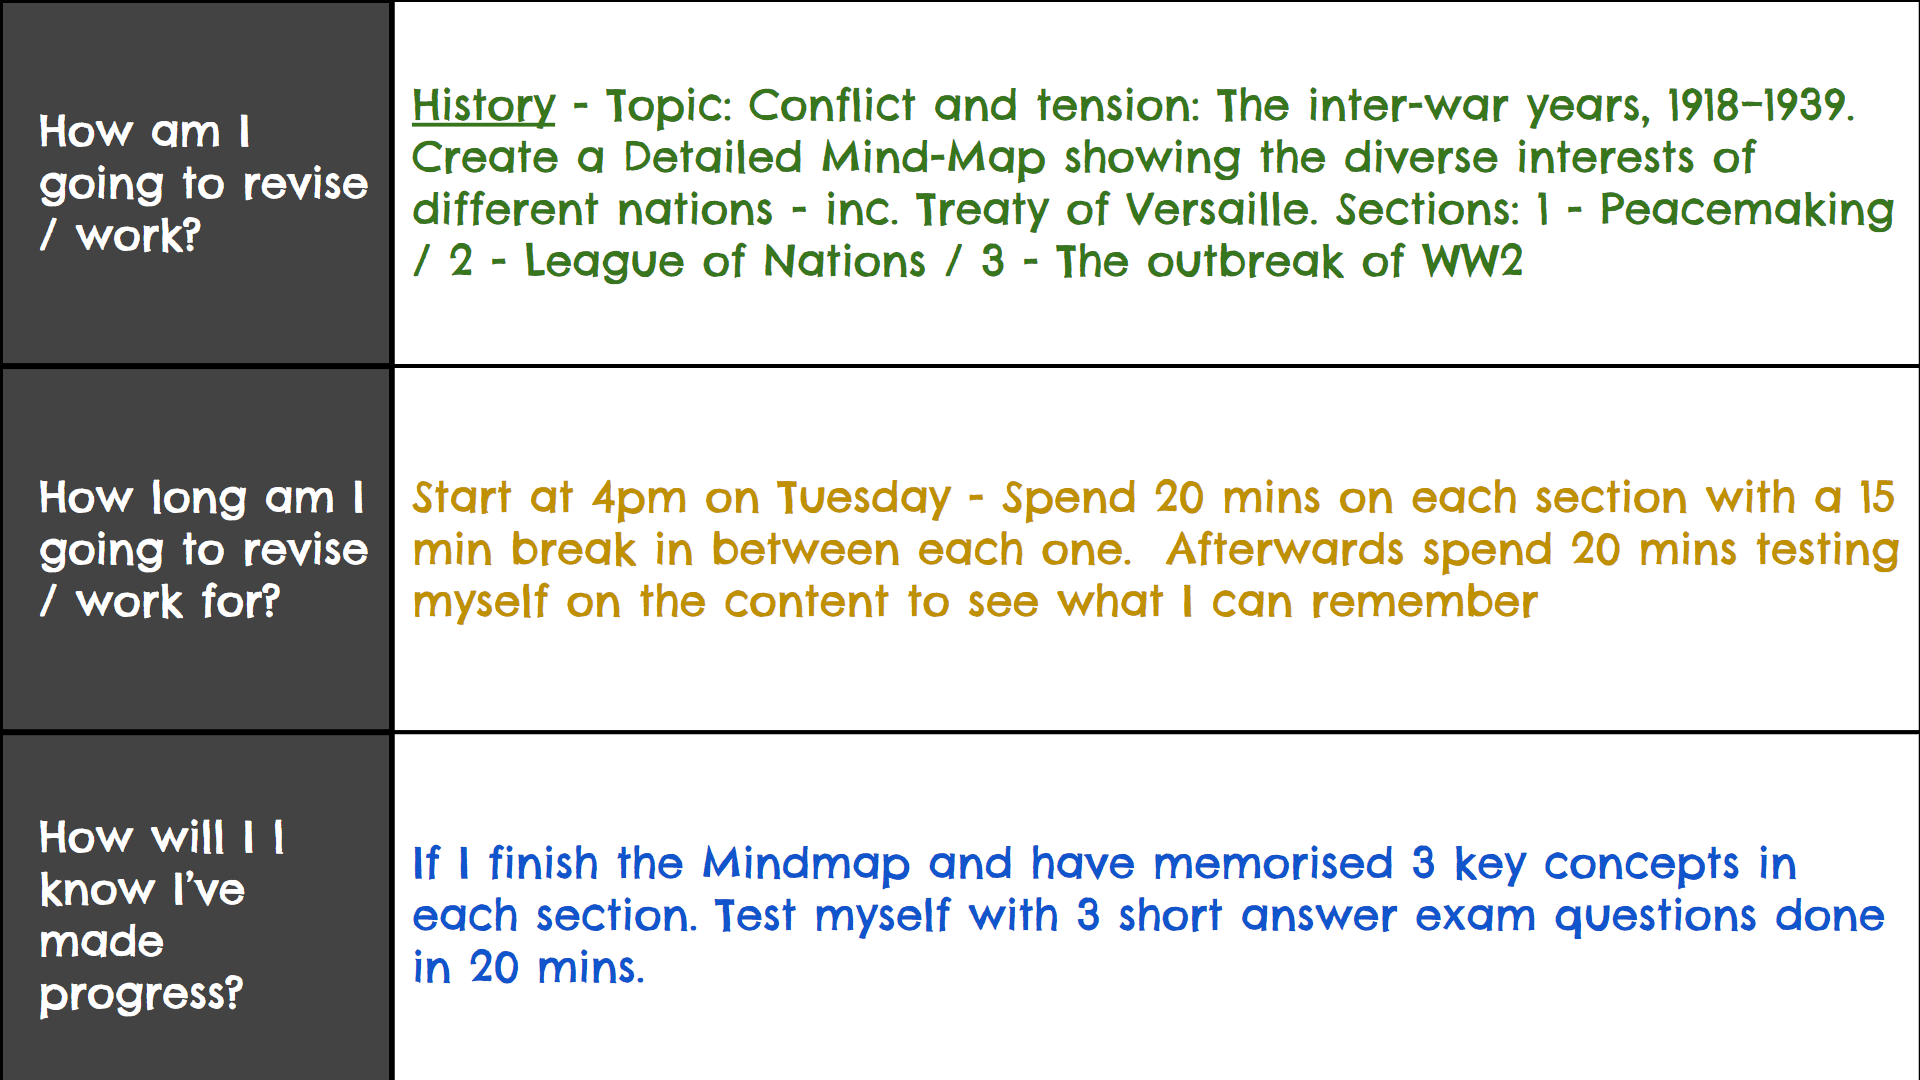 How am I
going to revise
/ work?
History - Topic: Conflict and tension: The inter-war years, 1918–1939.
Create a Detailed Mind-Map showing the diverse interests of
different nations - inc. Treaty of Versaille. Sections: 1 - Peacemaking
/ 2 - League of Nations / 3 - The outbreak of WW2
How long am I
going to revise
/ work for?
Start at 4pm on Tuesday - Spend 20 mins on each section with a 15
min break in between each one.  Afterwards spend 20 mins testing
myself on the content to see what I can remember
How will I I
know I’ve
made
progress?
If I finish the Mindmap and have memorised 3 key concepts in
each section. Test myself with 3 short answer exam questions done
in 20 mins.